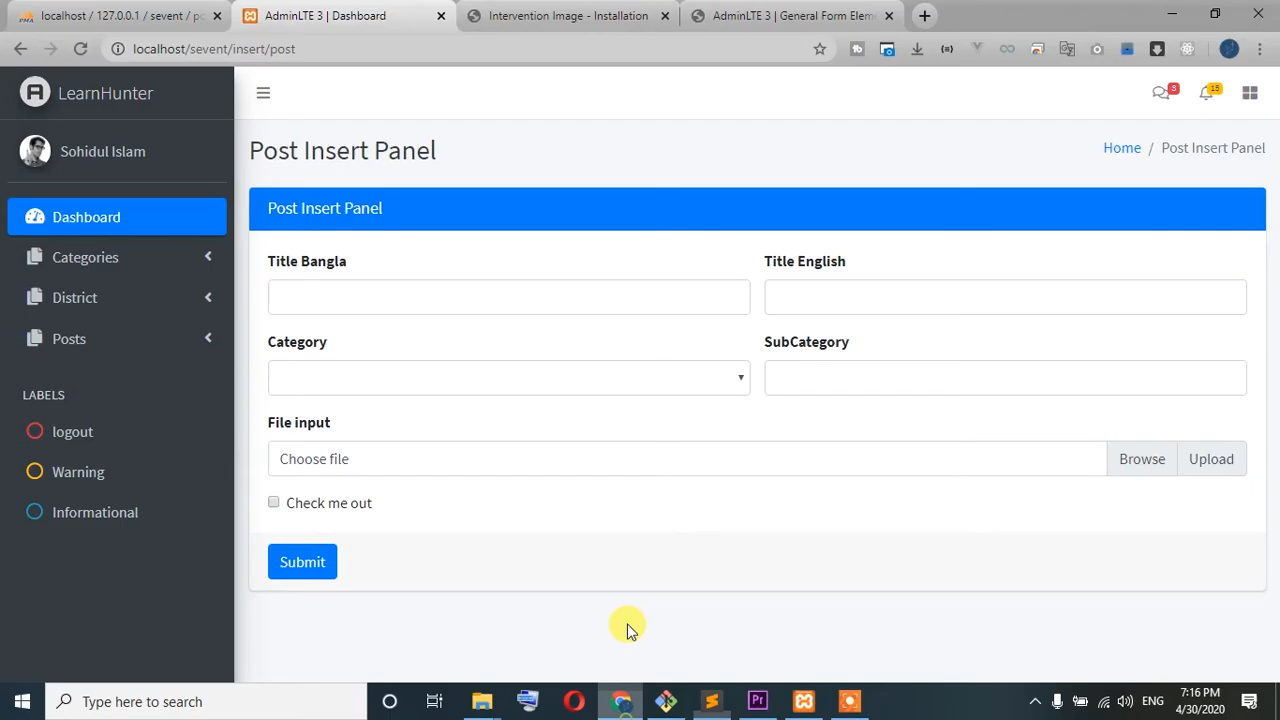 localhost / 127.0.0.1 / sevent / p
AdminLTE 3 | Dashboard
Intervention Image - Installation
AdminLTE 3 | General Form Elem
localhost/sevent/insert/post
LearnHunter
3
15
Sohidul Islam
Post Insert Panel
Home / Post Insert Panel
Dashboard
Categories
District
Posts
LABELS
logout
Warning
Informational
Post Insert Panel
Title Bangla
Title English
Category
SubCategory
File input
Choose file
Browse
Upload
Check me out
Submit
Type here to search
ENG
7:16 PM
4/30/2020